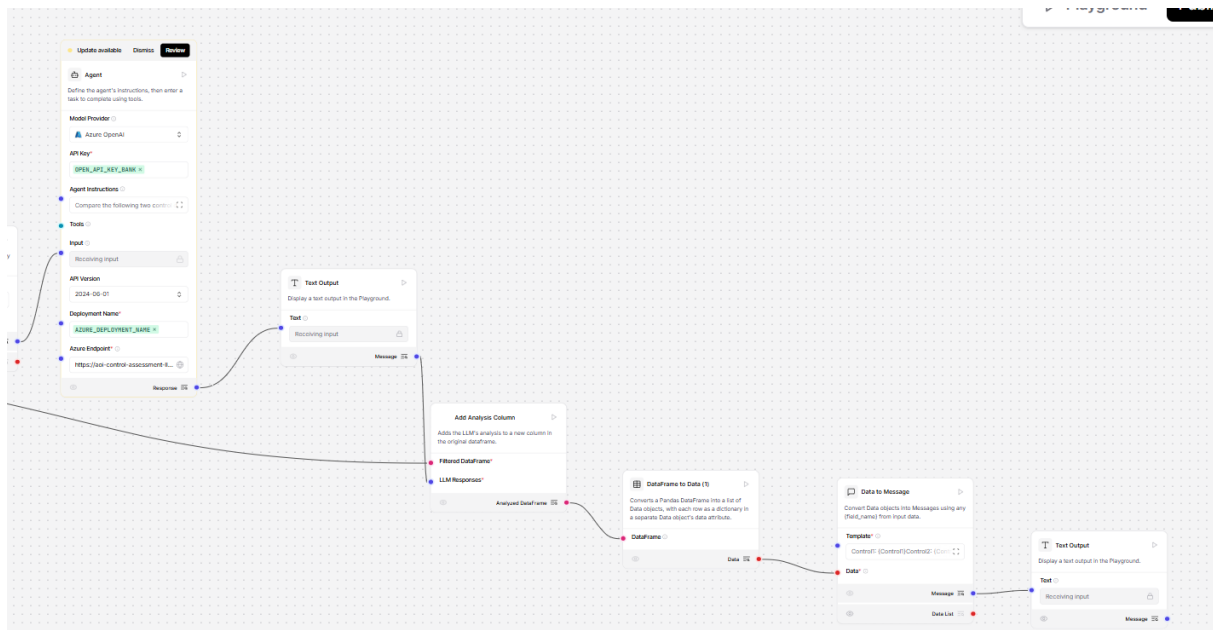 Playground
Update available Dismiss Review
Agent
Define the agent's instructions, then enter a
task to complete using tools.
Model Provider
Azure OpenAI
API Key*
OPEN_API_KEY_BANK ×
Agent Instructions
Compare the following two
Tools
Input
Receiving input
API Version
2024-06-01
Deployment Name*
AZURE_DEPLOYMENT_NAME ×
Azure Endpoint*
Response
Text Output
Display a text output in the Playground.
Text
Receiving input
Message
Add Analysis Column
Adds the LLM's analysis to a new column in
the original dataframe.
Filtered DataFrame*
LLM Responses*
Analyzed DataFrame
DataFrame to Data (1)
Converts a Pandas DataFrame into a list of
Data objects, with each row as a dictionary in
a separate Data object's data attribute.
DataFrame
Data
Data to Message
Convert Data objects into Messages using any
{field_name} from input data.
Template*
Control1: {Control1}Control2:
Data*
Message
Data List
Text Output
Display a text output in the Playground.
Text
Receiving input
Message